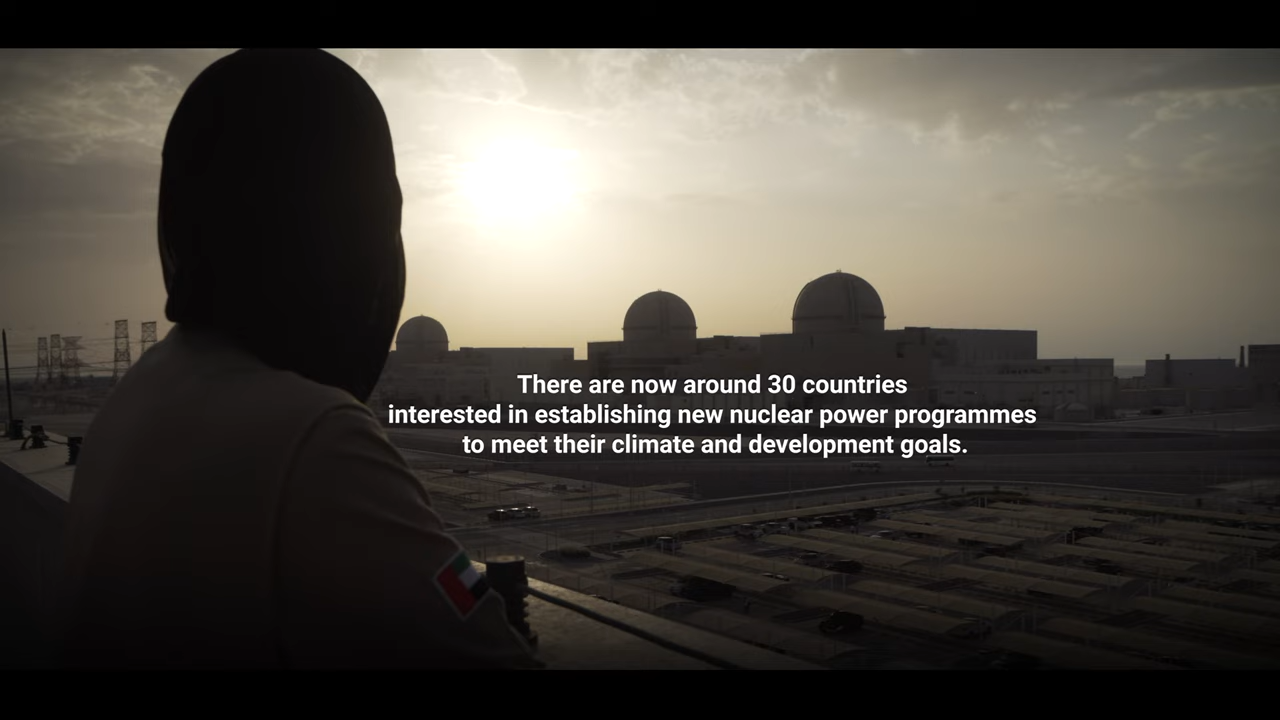 There are now around 30 countries
interested in establishing new nuclear power programmes
to meet their climate and development goals.